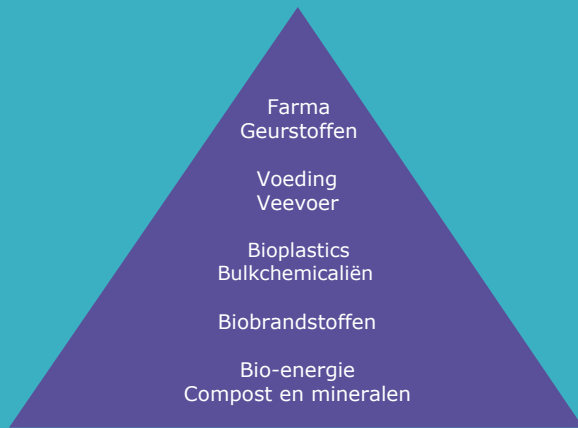 Farma
Geurstoffen
Voeding
Veevoer
Bioplastics
Bulkchemicaliën
Biobrandstoffen
Bio-energie
Compost en mineralen